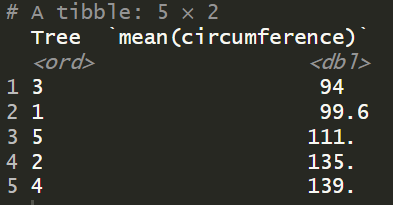 # A tibble: 5 × 2
Tree `mean(circumference)`
<ord> <dbl>
1 3 94
2 1 99.6
3 5 111.
4 2 135.
5 4 139.